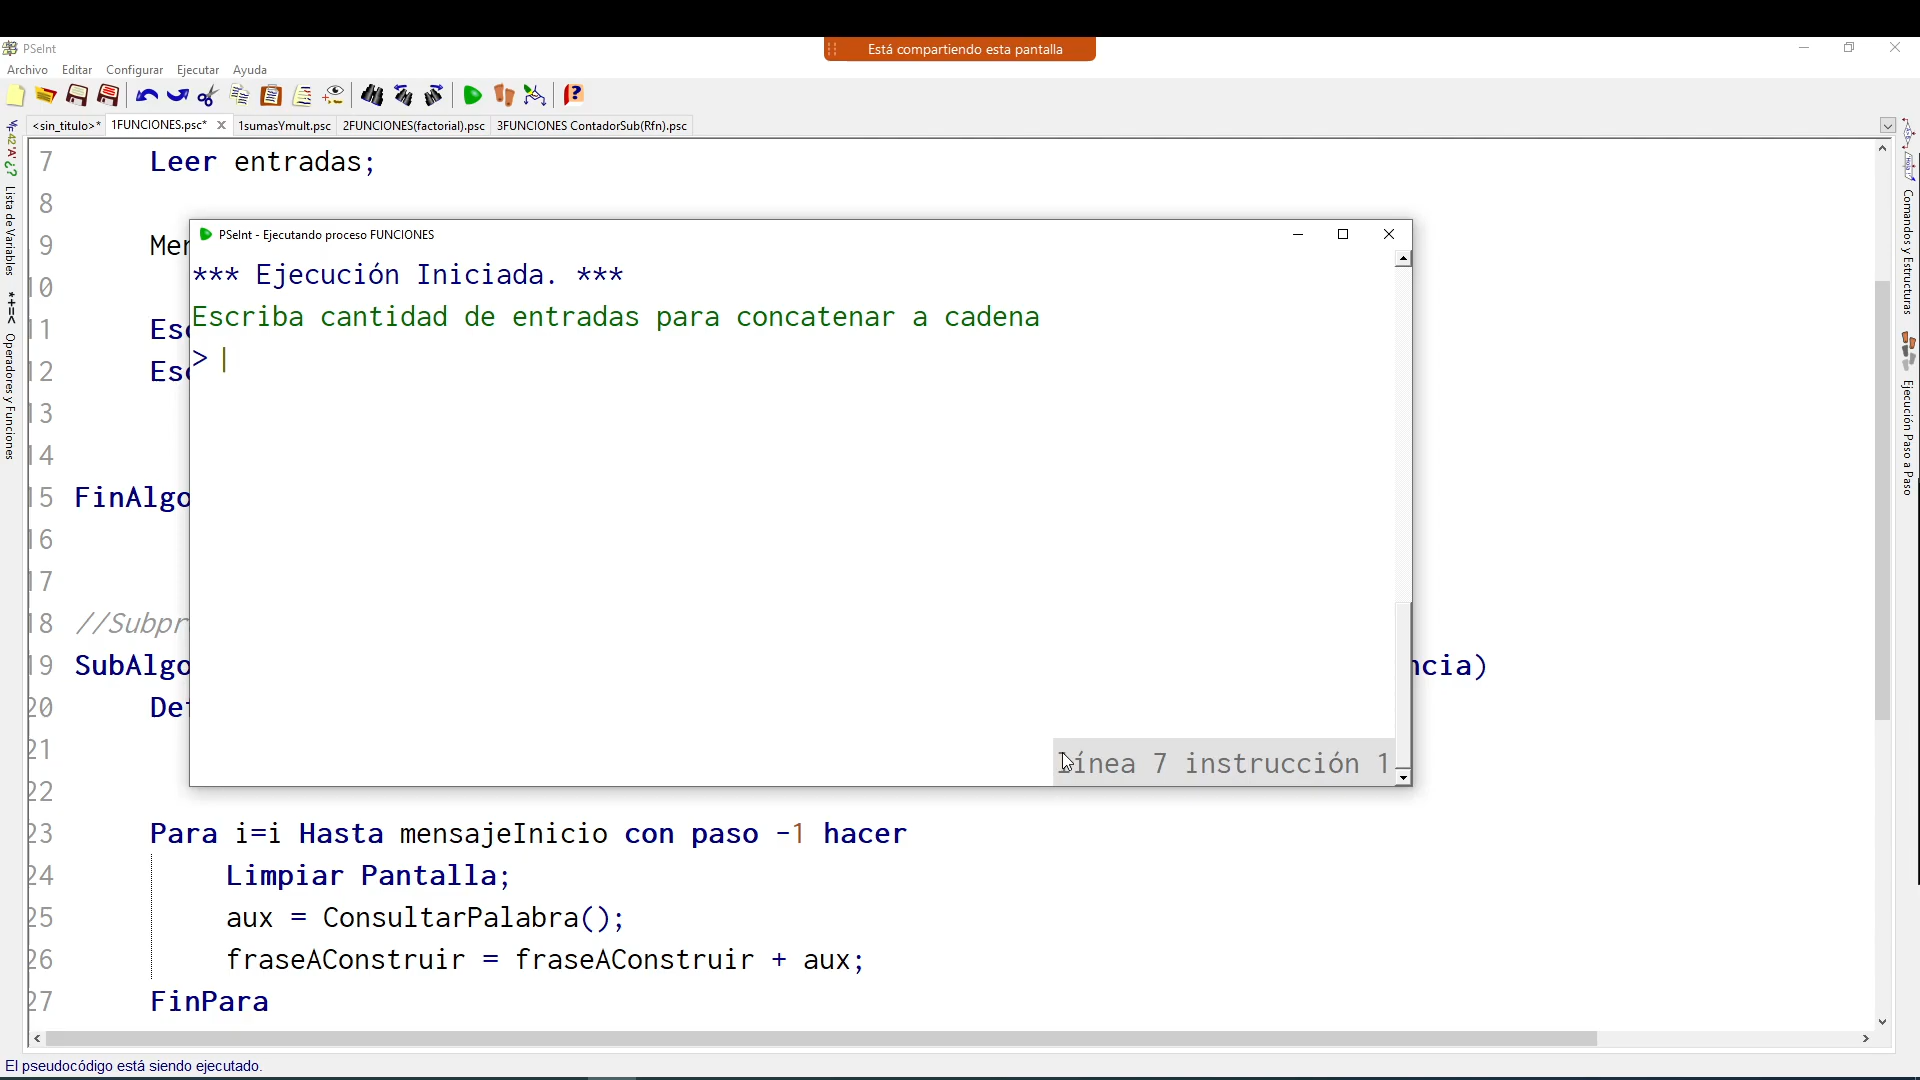 Está compartiendo esta pantalla
PSeInt
Archivo Editar Configurar Ejecutar Ayuda
<sin_titulo>* 1FUNCIONES.psc* 1sumasYmult.psc 2FUNCIONES(factorial).psc 3FUNCIONES ContadorSub(Rfn).psc
Lista de Variables
Operadores y Funciones
Comandos y Estructuras
Ejecución Paso a Paso
7 Leer entradas;
8
9 Mer
10
11 Esc
12 Esc
13
14
15 FinAlgo
16
17
18 //Subpr
19 SubAlgo ncia)
20 Def
21
22
23 Para i=i Hasta mensajeInicio con paso -1 hacer
24 Limpiar Pantalla;
25 aux = ConsultarPalabra();
26 fraseAConstruir = fraseAConstruir + aux;
27 FinPara
PSeInt - Ejecutando proceso FUNCIONES
*** Ejecución Iniciada. ***
Escriba cantidad de entradas para concatenar a cadena
>
línea 7 instrucción 1
El pseudocódigo está siendo ejecutado.